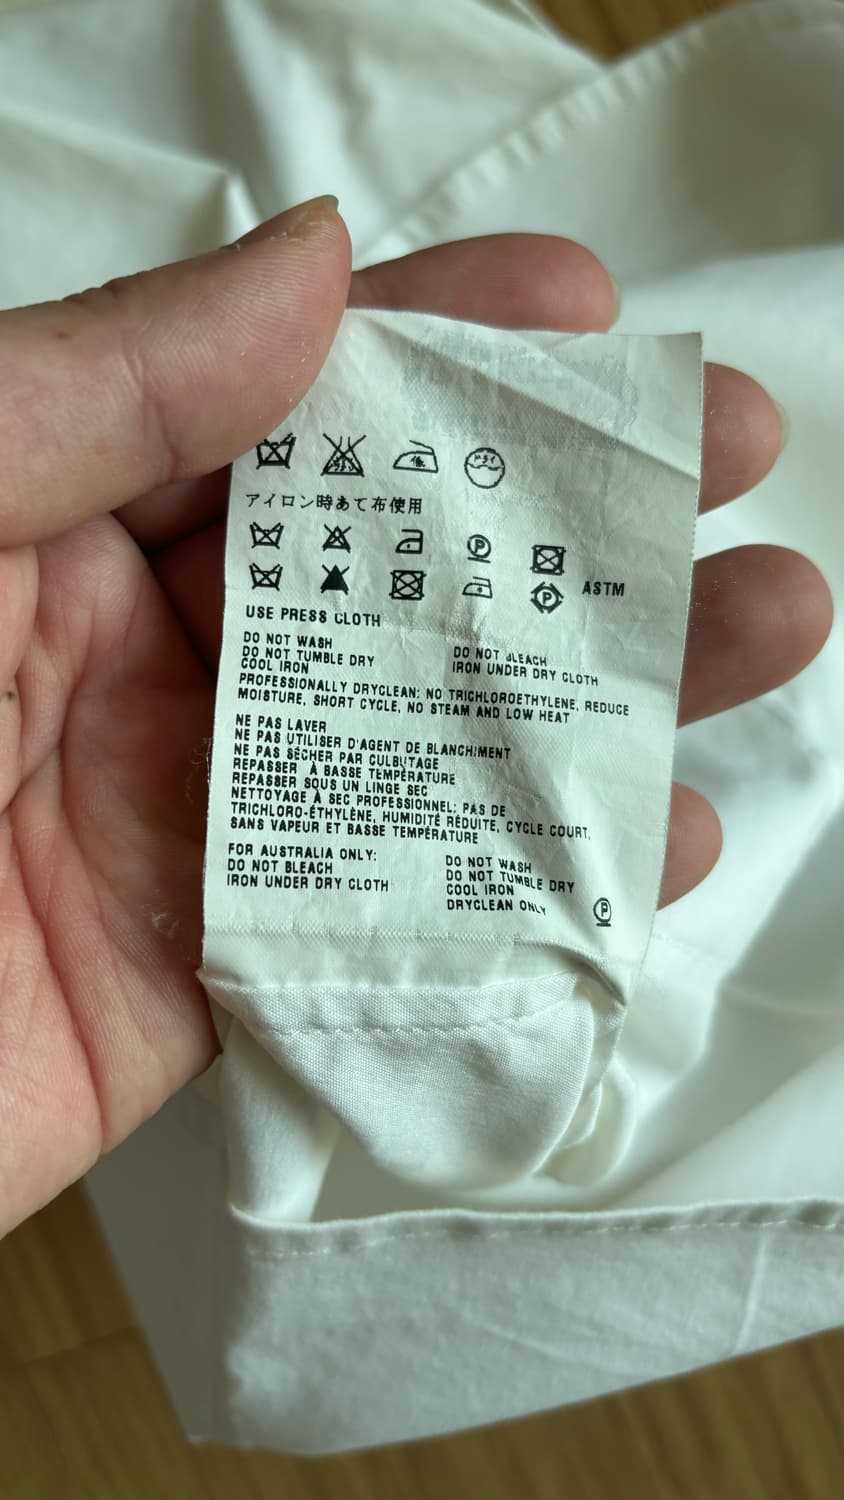 アイロン時あて布使用
P
P ASTM
USE PRESS CLOTH
DO NOT WASH
DO NOT TUMBLE DRY
COOL IRON
DO NOT BLEACH
IRON UNDER DRY CLOTH
PROFESSIONALLY DRYCLEAN: NO TRICHLOROETHYLENE, REDUCE
MOISTURE, SHORT CYCLE, NO STEAM AND LOW HEAT
NE PAS LAVER
NE PAS UTILISER D'AGENT DE BLANCHIMENT
NE PAS SÉCHER PAR CULBUTAGE
REPASSER À BASSE TEMPÉRATURE
REPASSER SOUS UN LINGE SEC
NETTOYAGE À SEC PROFESSIONNEL: PAS DE
TRICHLORO-ÉTHYLÈNE, HUMIDITÉ RÉDUITE, CYCLE COURT,
SANS VAPEUR ET BASSE TEMPÉRATURE
FOR AUSTRALIA ONLY:
DO NOT BLEACH
IRON UNDER DRY CLOTH
DO NOT WASH
DO NOT TUMBLE DRY
COOL IRON
DRYCLEAN ONLY
P